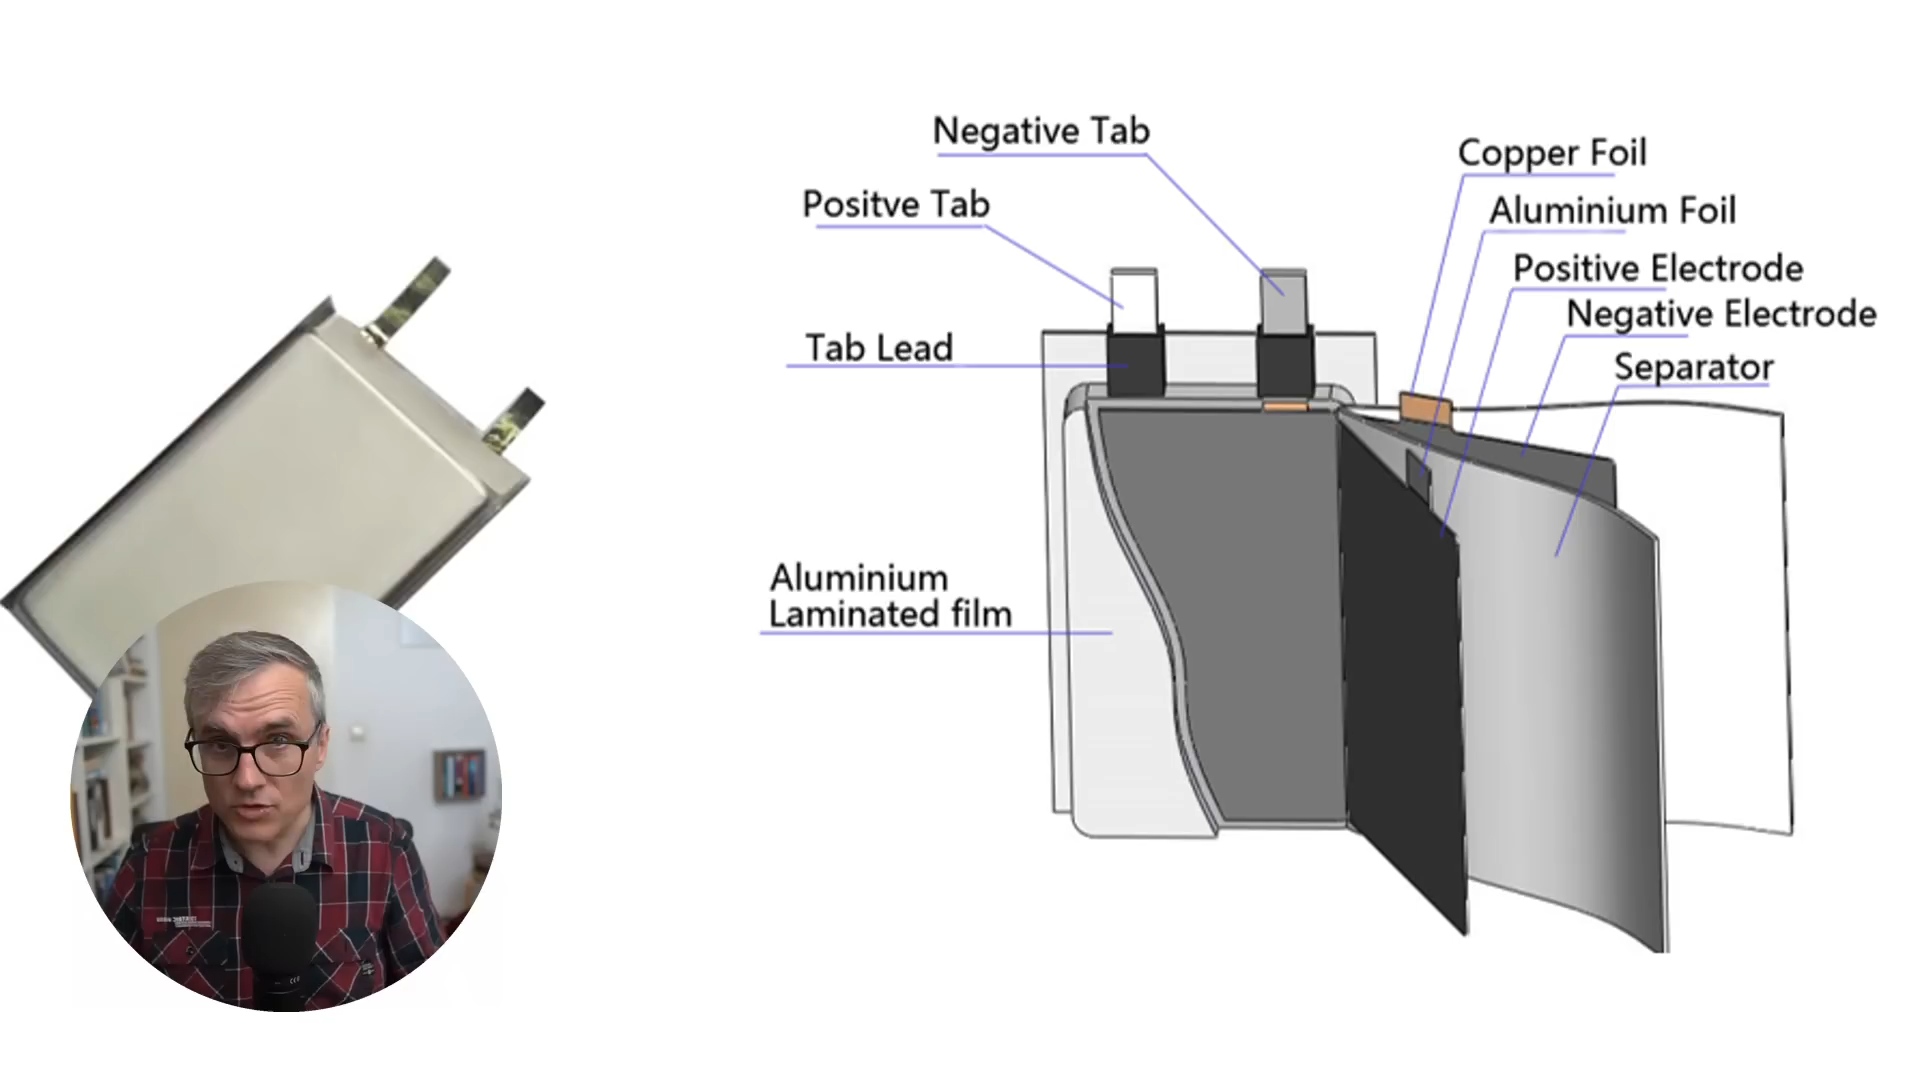 Negative Tab
Positve Tab
Tab Lead
Aluminium
Laminated film
Copper Foil
Aluminium Foil
Positive Electrode
Negative Electrode
Separator